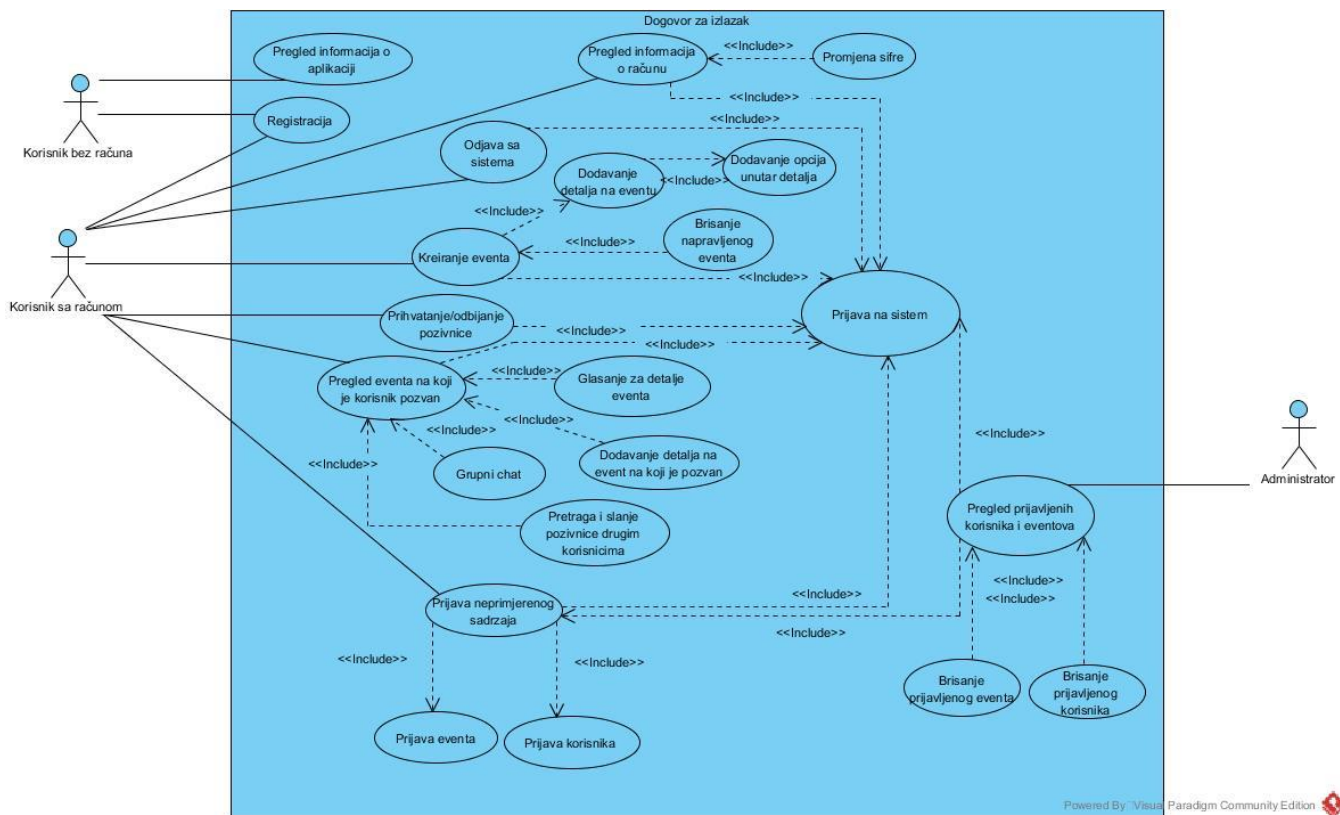 Dogovor za izlazak
Pregled informacija o
aplikaciji
Pregled informacija
o računu
<<Include>>
Promjena sifre
Korisnik bez računa
Registracija
<<Include>>
<<Include>>
Odjava sa
sistema
Dodavanje
detalja na eventu
<<Include>>
Dodavanje opcija
unutar detalja
<<Include>>
Brisanje
napravljenog
eventa
<<Include>>
Kreiranje eventa
<<Include>>
Korisnik sa računom
Prihvatanje/odbijanje
pozivnice
Prijava na sistem
<<Include>>
<<Include>>
Pregled eventa na koji
je korisnik pozvan
<<Include>>
Glasanje za detalje
eventa
<<Include>>
<<Include>>
<<Include>>
<<Include>>
Grupni chat
Dodavanje detalja na
event na koji je pozvan
Administrator
Pretraga i slanje
pozivnice drugim
korisnicima
Pregled prijavljenih
korisnika i eventova
<<Include>>
<<Include>>
Prijava neprimjerenog
sadrzaja
<<Include>>
<<Include>>
<<Include>>
<<Include>>
Brisanje
prijavljenog eventa
Brisanje
prijavljenog
korisnika
Prijava eventa
Prijava korisnika
Powered By Visual Paradigm Community Edition